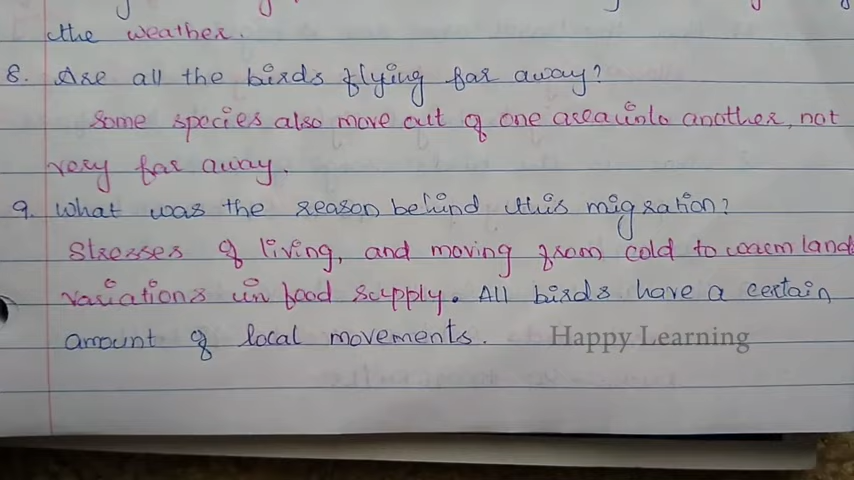 the weather.
8. Are all the birds flying far away?
Some species also move out of one area into another, not
very far away.
9. What was the reason behind this migration?
Stresses of living, and moving from cold to warm land
variations in food supply. All birds have a certain
amount of local movements.
Happy Learning